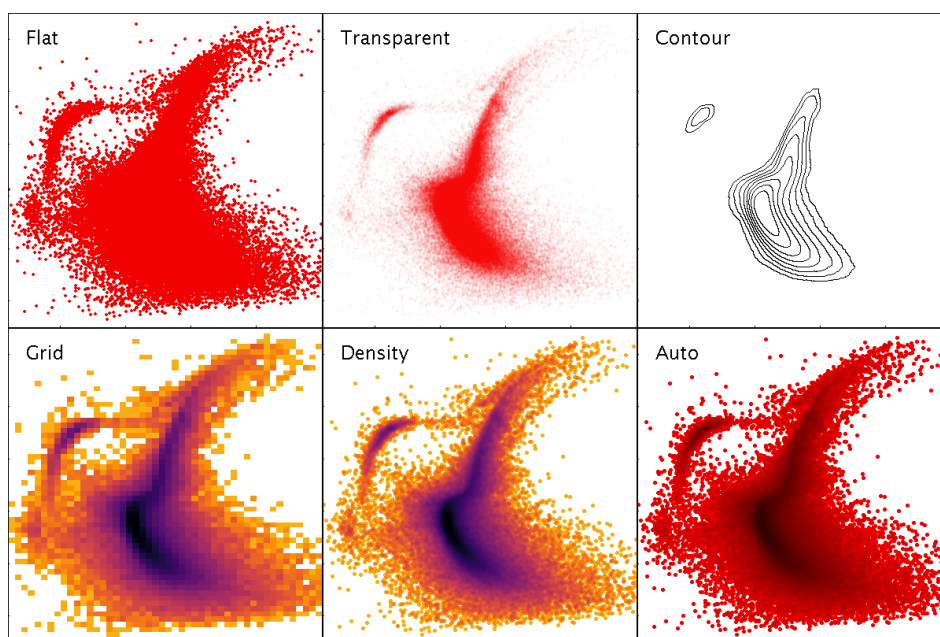 Flat
Transparent
Contour
Grid
Density
Auto